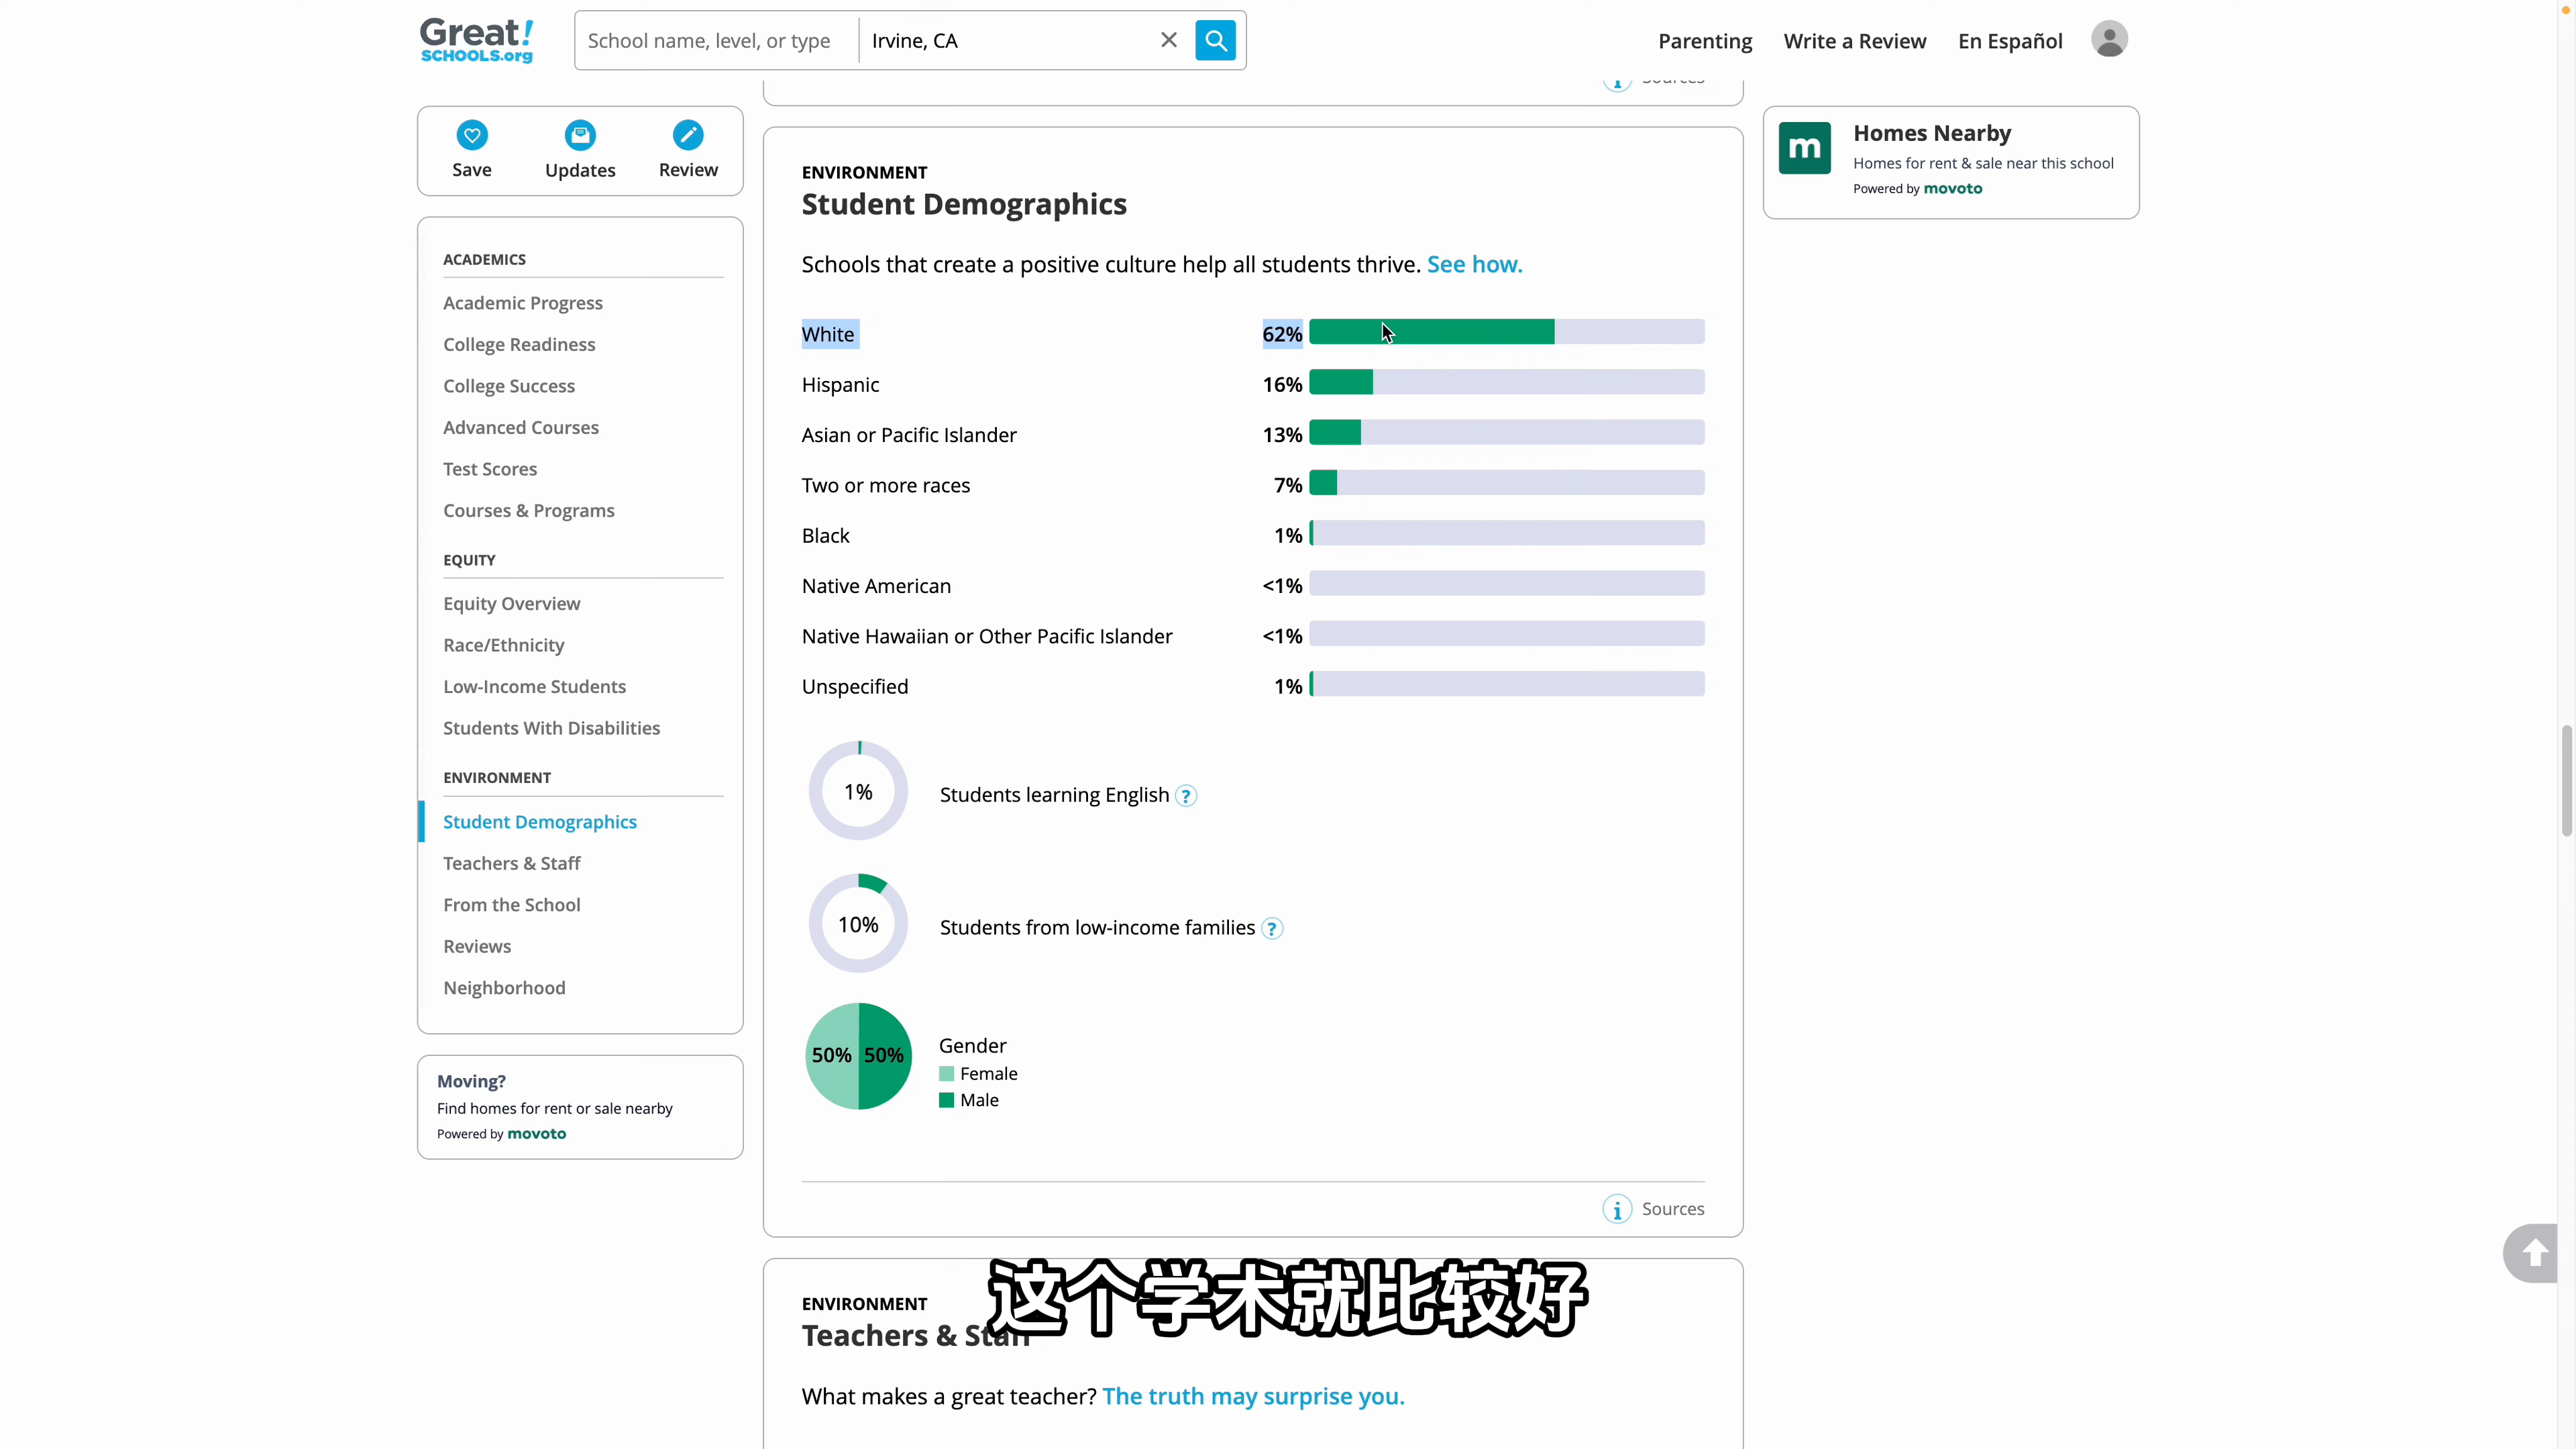 Great!
SCHOOLS.org
School name, level, or type
Irvine, CA
Parenting
Write a Review
En Español
Sources
Save
Updates
Review
ACADEMICS
Academic Progress
College Readiness
College Success
Advanced Courses
Test Scores
Courses & Programs
EQUITY
Equity Overview
Race/Ethnicity
Low-Income Students
Students With Disabilities
ENVIRONMENT
Student Demographics
Teachers & Staff
From the School
Reviews
Neighborhood
Moving?
Find homes for rent or sale nearby
Powered by movoto
ENVIRONMENT
Student Demographics
Schools that create a positive culture help all students thrive. See how.
White 62%
Hispanic 16%
Asian or Pacific Islander 13%
Two or more races 7%
Black 1%
Native American <1%
Native Hawaiian or Other Pacific Islander <1%
Unspecified 1%
1% Students learning English ?
10% Students from low-income families ?
50% 50%
Gender
Female
Male
i Sources
ENVIRONMENT
Teachers & Staff
这个学术就比较好
What makes a great teacher? The truth may surprise you.
m
Homes Nearby
Homes for rent & sale near this school
Powered by movoto